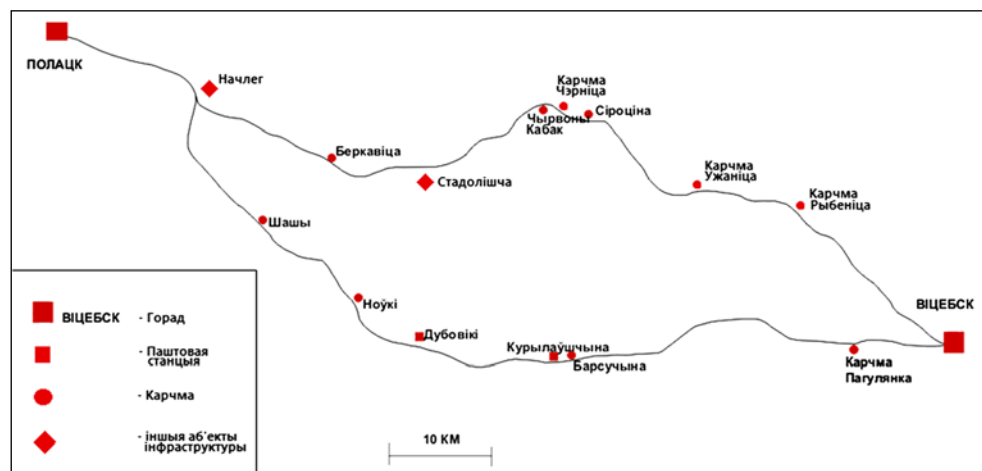 ПОЛАЦК
Начлег
Карчма
Чэрніца
Чырвоны
Кабак
Сіроціна
Беркавіца
Стадолішча
Карчма
Ужаніца
Карчма
Рыбеніца
Шашы
Ноўкі
Дубовікі
Курылаўшчына
Барсучына
ВІЦЕБСК
Карчма
Пагулянка
ВІЦЕБСК - Горад
- Паштовая
станцыя
- Карчма
- іншыя аб'екты
інфраструктуры
10 КМ